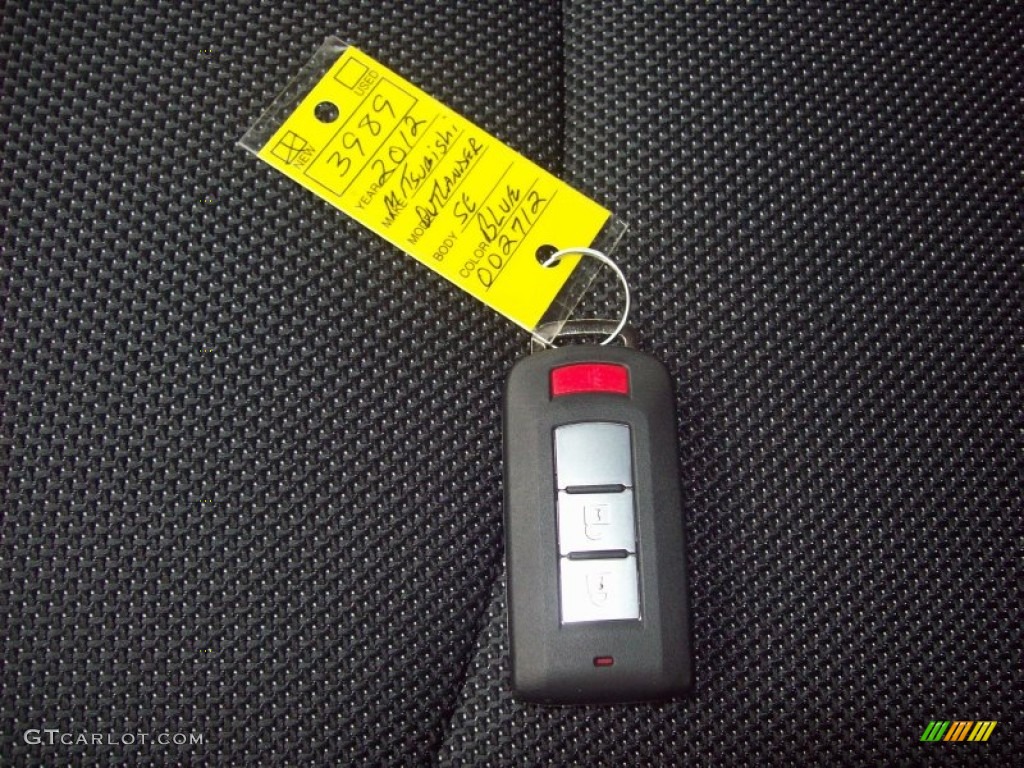 USED
NEW
3989
YEAR 2012
MAKE Mitsubishi
MODEL OUTLANDER
BODY SE
COLOR BLUE
002712
GTCARLOT.COM